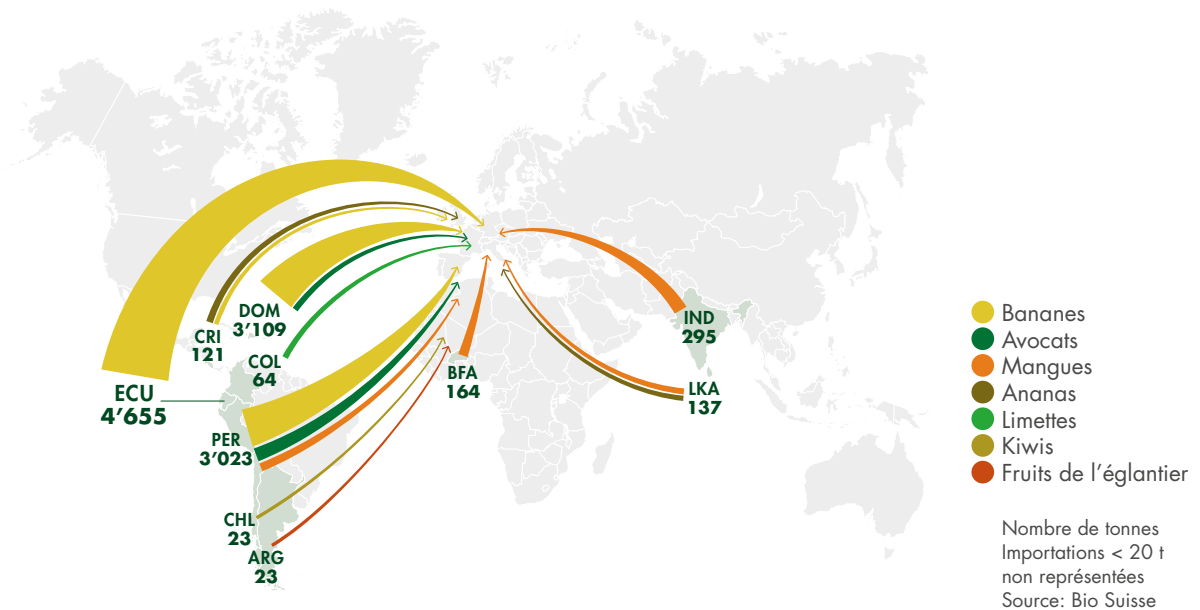 DOM
3’109
CRI
121
COL
64
ECU
4’655
PER
3’023
CHL
23
ARG
23
BFA
164
IND
295
LKA
137
Bananes
Avocats
Mangues
Ananas
Limettes
Kiwis
Fruits de l’églantier
Nombre de tonnes
Importations < 20 t
non représentées
Source: Bio Suisse